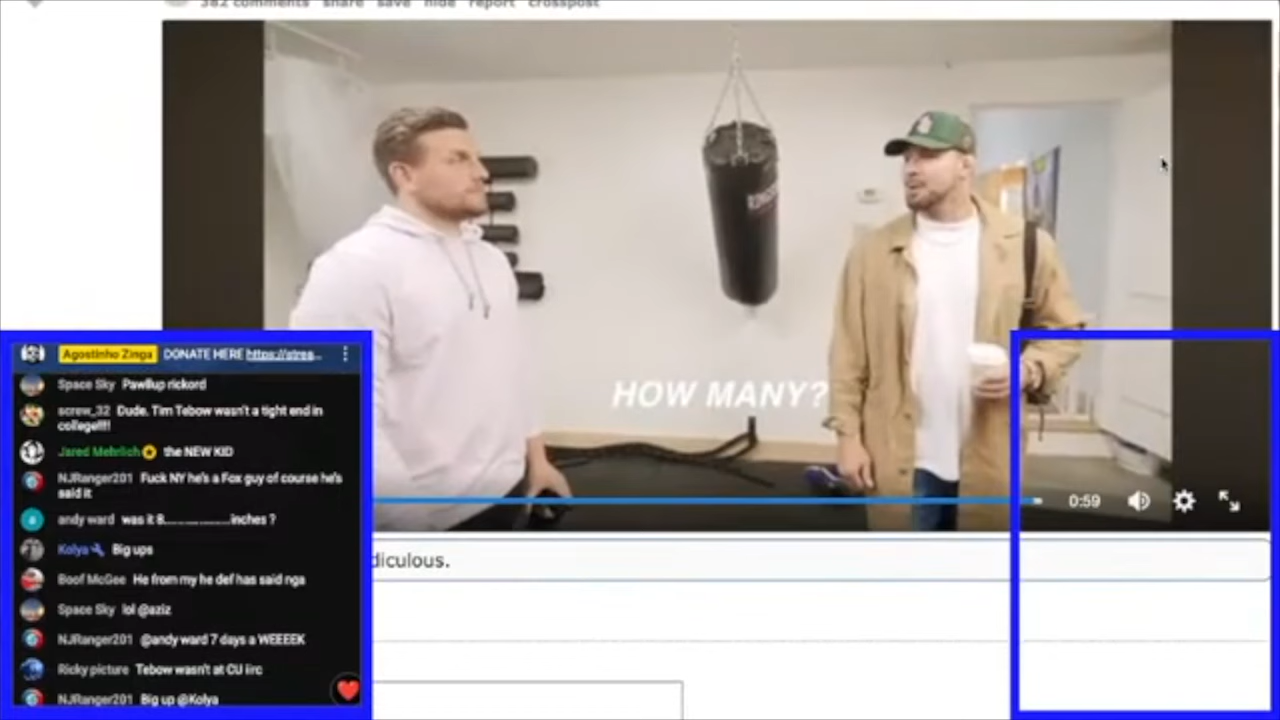 382 comments share save hide report crosspost
HOW MANY?
0:59
diculous.
Agostinho Zinga DONATE HERE https://strea...
Space Sky Pawllup rickord
screw_32 Dude. Tim Tebow wasn't a tight end in
college!!!!
Jared Mehrlich the NEW KID
NJRanger201 Fuck NY he's a Fox guy of course he's
said it
andy ward was it 8...................inches ?
Kolya Big ups
Boof McGee He from my he def has said nga
Space Sky lol @aziz
NJRanger201 @andy ward 7 days a WEEEEK
Ricky picture Tebow wasn't at CU iirc
NJRanger201 Big up @Kolya